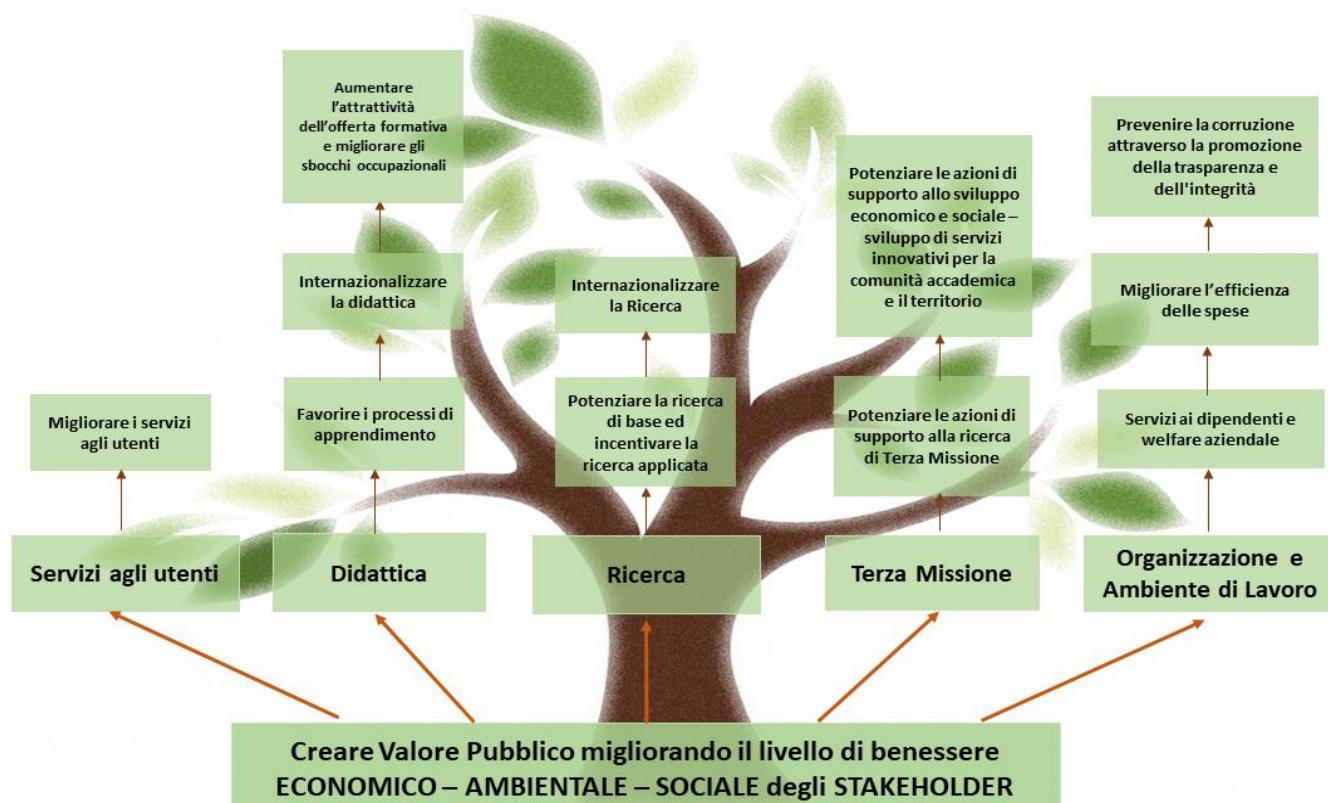 Aumentare
l'attrattività
dell'offerta formativa
e migliorare gli
sbocchi occupazionali
Internazionalizzare
la didattica
Favorire i processi di
apprendimento
Migliorare i servizi
agli utenti
Internazionalizzare
la Ricerca
Potenziare la ricerca
di base ed
incentivare la
ricerca applicata
Potenziare le azioni di
supporto allo sviluppo
economico e sociale –
sviluppo di servizi
innovativi per la
comunità accademica
e il territorio
Potenziare le azioni di
supporto alla ricerca
di Terza Missione
Prevenire la corruzione
attraverso la promozione
della trasparenza e
dell'integrità
Migliorare l'efficienza
delle spese
Servizi ai dipendenti e
welfare aziendale
Servizi agli utenti
Didattica
Ricerca
Terza Missione
Organizzazione e
Ambiente di Lavoro
Creare Valore Pubblico migliorando il livello di benessere
ECONOMICO – AMBIENTALE – SOCIALE degli STAKEHOLDER